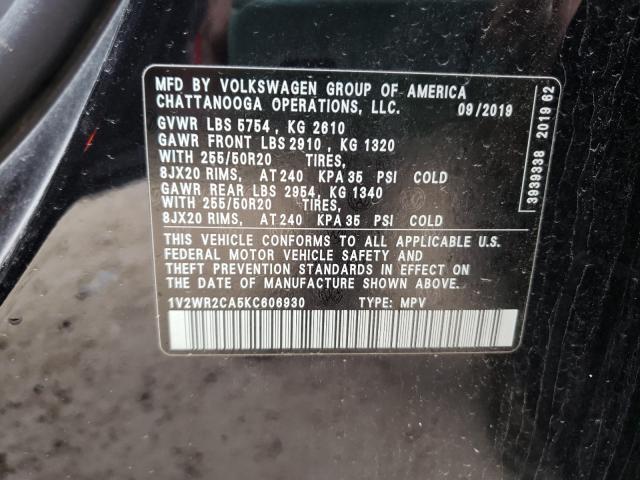 MFD BY VOLKSWAGEN GROUP OF AMERICA
CHATTANOOGA OPERATIONS, LLC. 09/2019
GVWR LBS 5754 , KG 2610
GAWR FRONT LBS 2910 , KG 1320
WITH 255/50R20 TIRES,
8JX20 RIMS, AT 240 KPA 35 PSI COLD
GAWR REAR LBS 2954, KG 1340
WITH 255/50R20 TIRES,
8JX20 RIMS, AT 240 KPA 35 PSI COLD
THIS VEHICLE CONFORMS TO ALL APPLICABLE U.S.
FEDERAL MOTOR VEHICLE SAFETY AND
THEFT PREVENTION STANDARDS IN EFFECT ON
THE DATE OF MANUFACTURE SHOWN ABOVE.
1V2WR2CA5KC606930 TYPE: MPV
3939338 2019 62